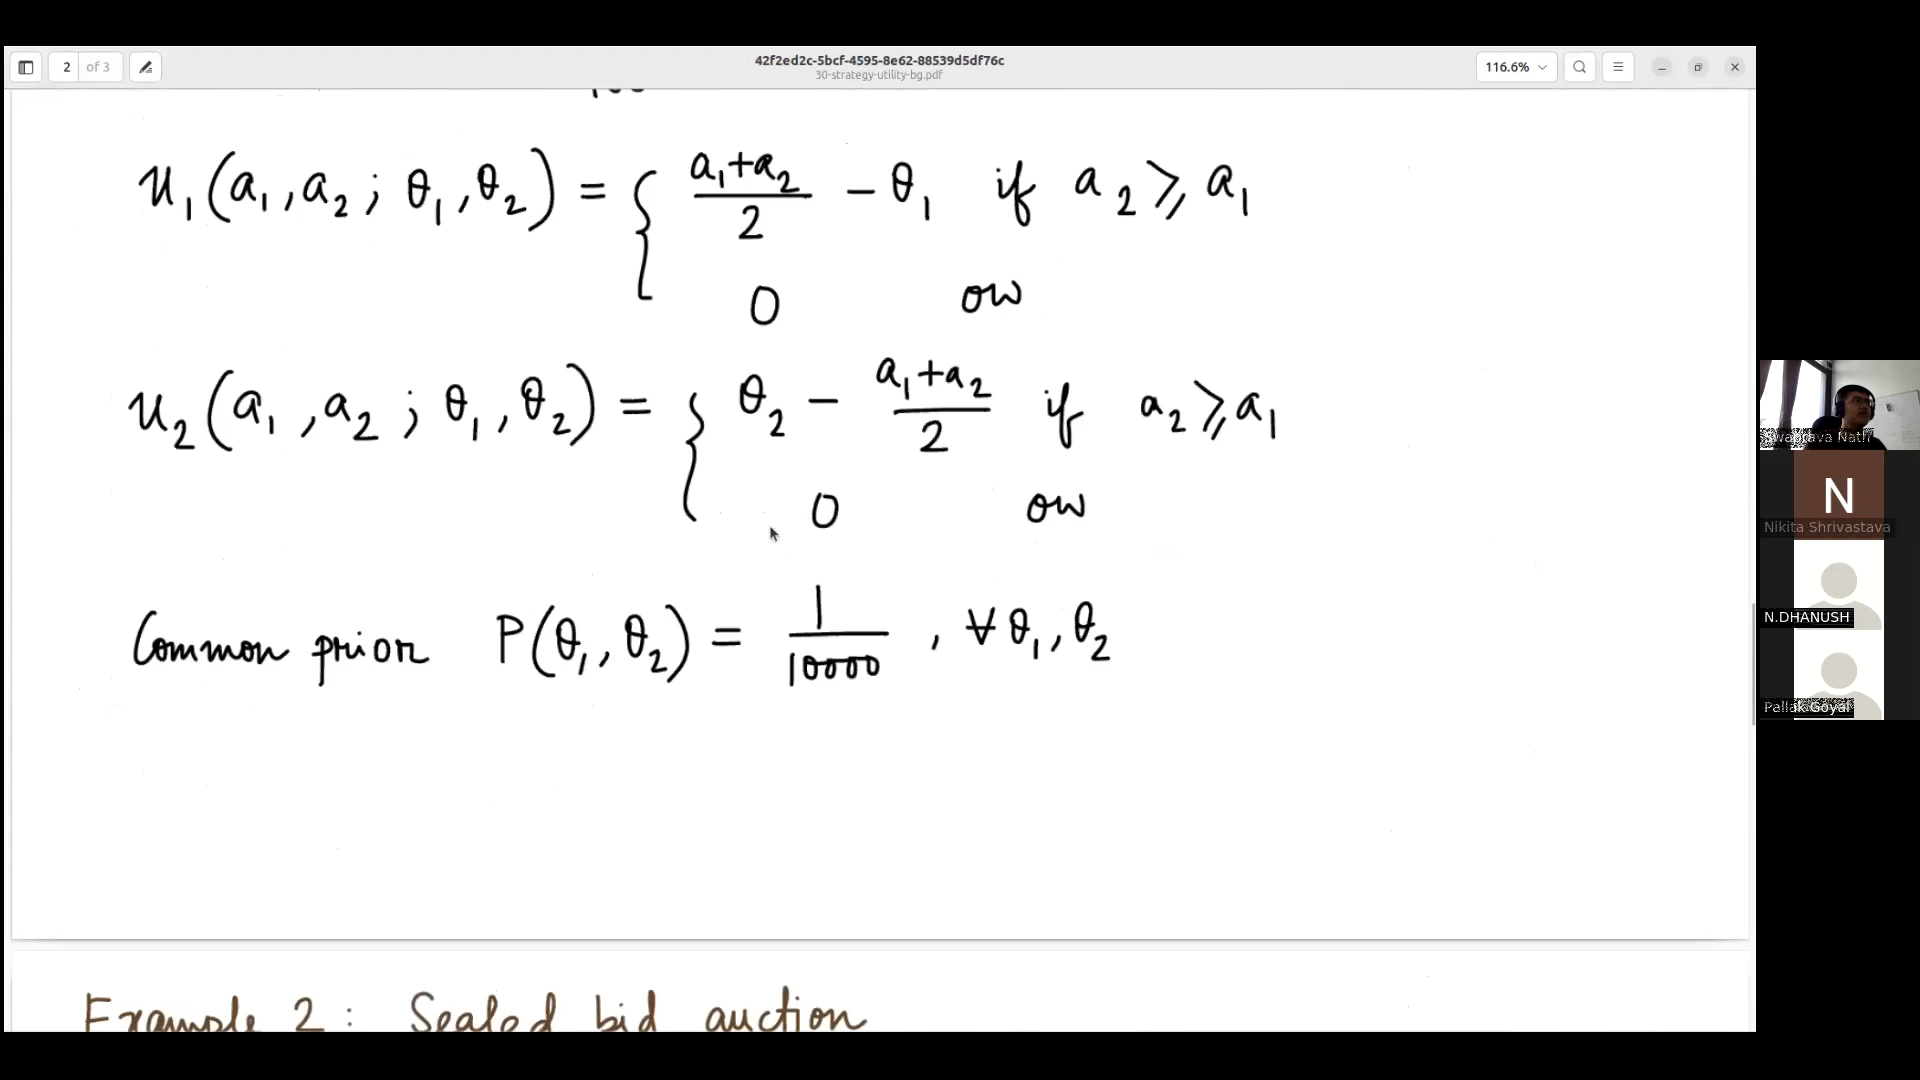 42f2ed2c-5bcf-4595-8e62-88539d5df76c
30-strategy-utility-bg.pdf
2 of 3
116.6%
u₁(a₁, a₂; θ₁, θ₂) = { (a₁+a₂)/2 − θ₁ if a₂ ⩾ a₁
0 ow
u₂(a₁, a₂; θ₁, θ₂) = { θ₂ − (a₁+a₂)/2 if a₂ ⩾ a₁
0 ow
Common prior P(θ₁, θ₂) = 1/10000, ∀ θ₁, θ₂
Example 2: Sealed bid auction
Swaprava Nath
N
Nikita Shrivastava
N.DHANUSH
Pallak Goyal